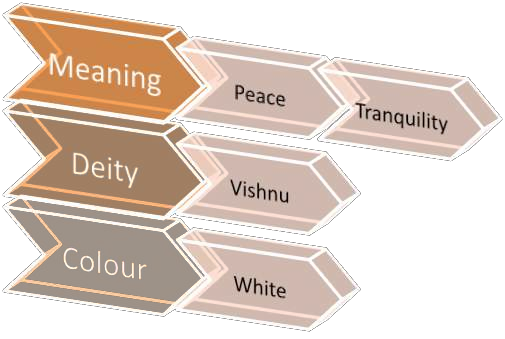 Meaning
Peace
Tranquility
Deity
Vishnu
Colour
White